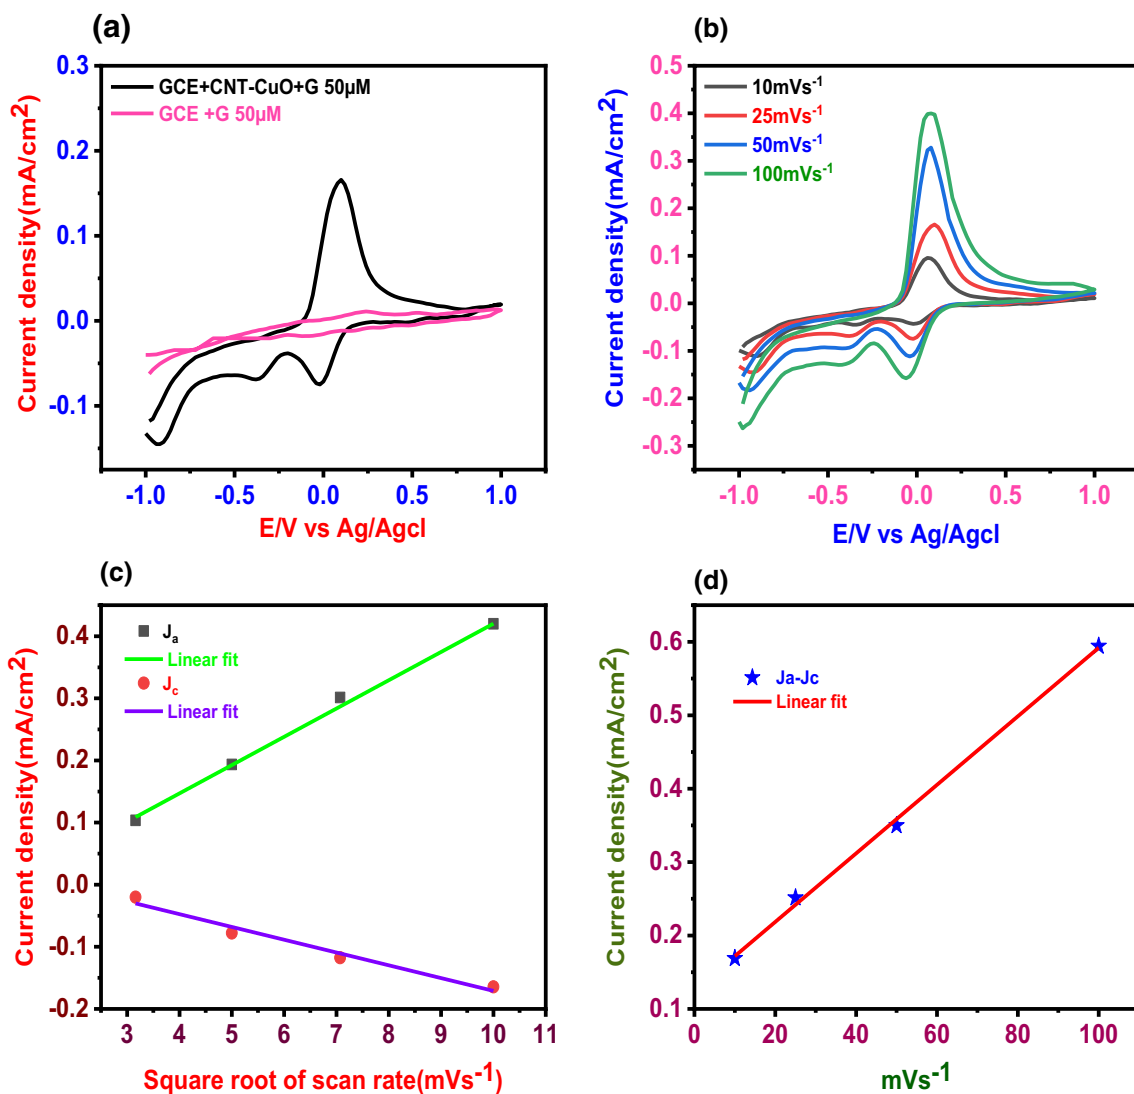 (a)
0.3
0.2
0.1
0.0
-0.1
Current density(mA/cm²)
GCE+CNT-CuO+G 50μM
GCE +G 50μM
-1.0 -0.5 0.0 0.5 1.0
E/V vs Ag/Agcl
(b)
0.5
0.4
0.3
0.2
0.1
0.0
-0.1
-0.2
-0.3
Current density(mA/cm²)
10mVs⁻¹
25mVs⁻¹
50mVs⁻¹
100mVs⁻¹
-1.0 -0.5 0.0 0.5 1.0
E/V vs Ag/Agcl
(c)
0.4
0.3
0.2
0.1
0.0
-0.1
-0.2
Current density(mA/cm²)
Jₐ
Linear fit
J꜀
Linear fit
3 4 5 6 7 8 9 10 11
Square root of scan rate(mVs⁻¹)
(d)
0.6
0.5
0.4
0.3
0.2
0.1
Current density(mA/cm²)
Ja-Jc
Linear fit
0 20 40 60 80 100
mVs⁻¹